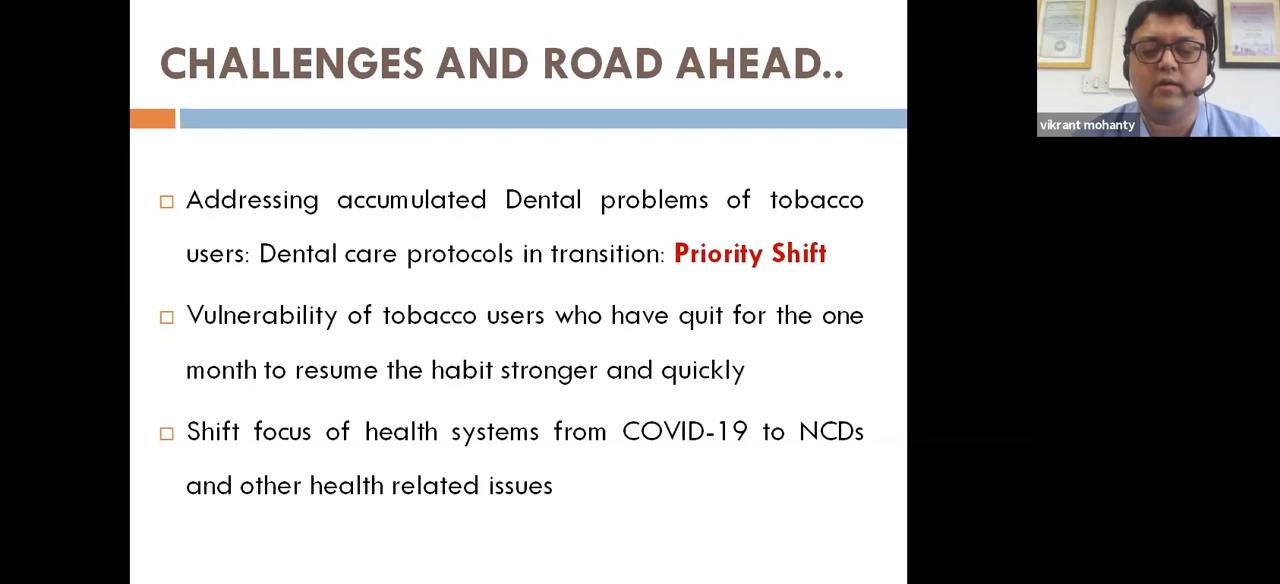 CHALLENGES AND ROAD AHEAD..
vikrant mohanty
Addressing accumulated Dental problems of tobacco
users: Dental care protocols in transition: Priority Shift
Vulnerability of tobacco users who have quit for the one
month to resume the habit stronger and quickly
Shift focus of health systems from COVID-19 to NCDs
and other health related issues